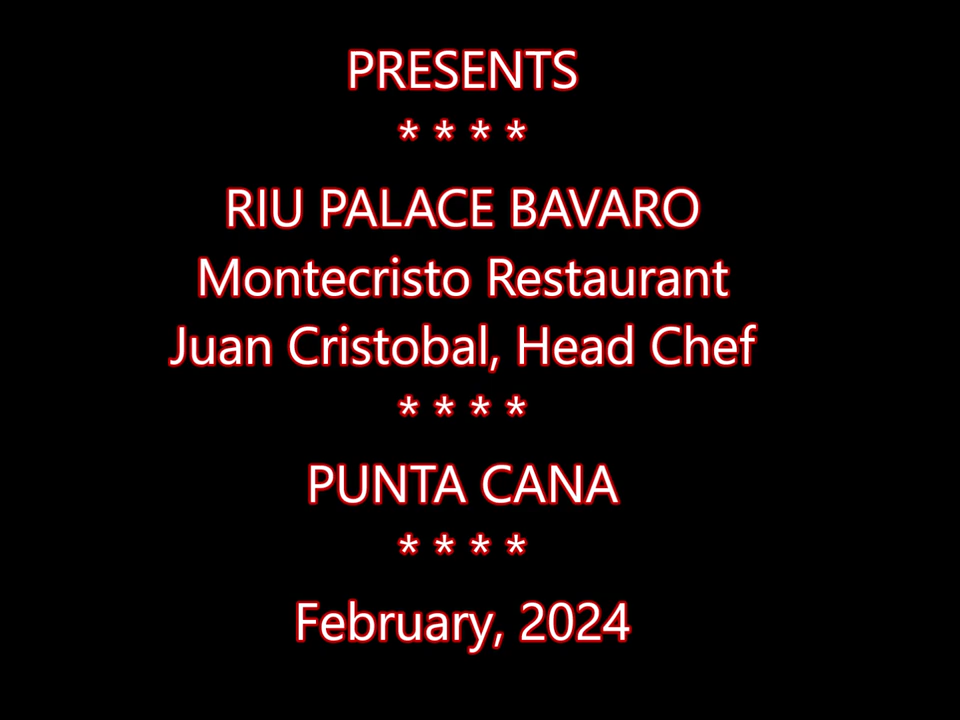 PRESENTS
* * * *
RIU PALACE BAVARO
Montecristo Restaurant
Juan Cristobal, Head Chef
* * * *
PUNTA CANA
* * * *
February, 2024